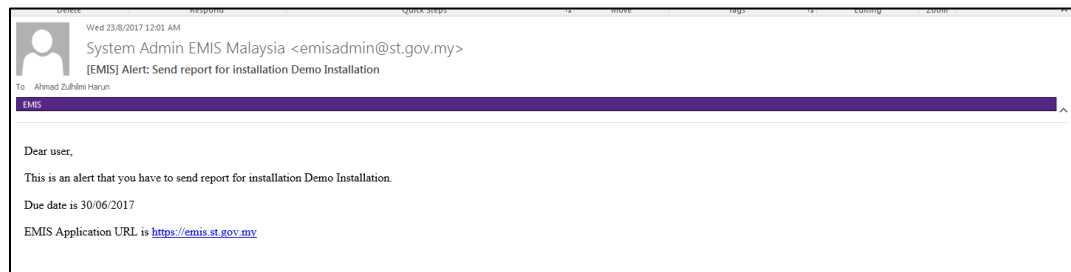 Delete Respond Quick Steps Move Tags Editing Zoom
Wed 23/8/2017 12:01 AM
System Admin EMIS Malaysia <emisadmin@st.gov.my>
[EMIS] Alert: Send report for installation Demo Installation
To Ahmad Zulhilmi Harun
EMIS
Dear user,
This is an alert that you have to send report for installation Demo Installation.
Due date is 30/06/2017
EMIS Application URL is https://emis.st.gov.my